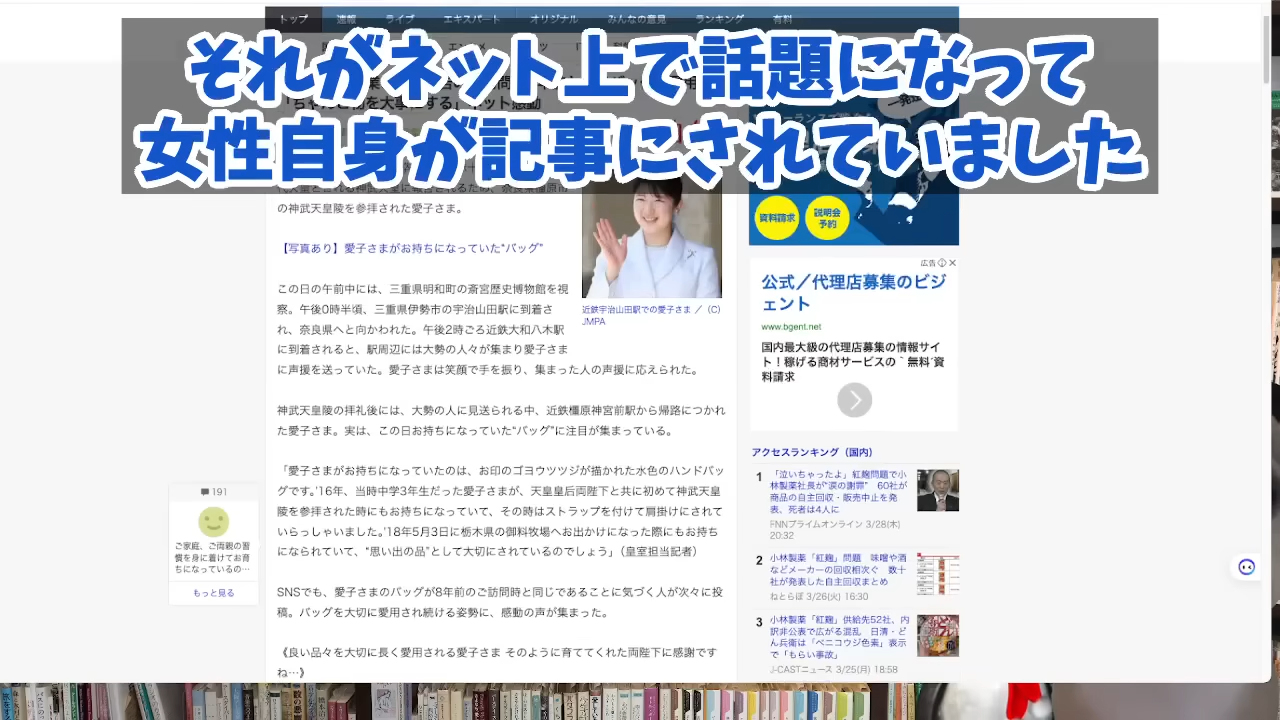 トップ 速報 ライブ エキスパート オリジナル みんなの意見 ランキング 有料
それがネット上で話題になって
女性自身が記事にされていました
の神武天皇陵を参拝された愛子さま。
【写真あり】愛子さまがお持ちになっていた“バッグ”
この日の午前中には、三重県明和町の斎宮歴史博物館を視
察。午後0時半頃、三重県伊勢市の宇治山田駅に到着さ
れ、奈良県へと向かわれた。午後2時ごろ近鉄大和八木駅
に到着されると、駅周辺には大勢の人々が集まり愛子さま
に声援を送っていた。愛子さまは笑顔で手を振り、集まった人の声援に応えられた。
近鉄宇治山田駅での愛子さま ／（C）
JMPA
神武天皇陵の拝礼後には、大勢の人に見送られる中、近鉄橿原神宮前駅から帰路につかれ
た愛子さま。実は、この日お持ちになっていた“バッグ”に注目が集まっている。
「愛子さまがお持ちになっていたのは、お印のゴヨウツツジが描かれた水色のハンドバッ
グです。’16年、当時中学3年生だった愛子さまが、天皇皇后両陛下と共に初めて神武天皇
陵を参拝された時にもお持ちになっていて、その時はストラップを付けて肩掛けにされて
いらっしゃいました。’18年5月3日に栃木県の御料牧場へお出かけになった際にもお持ち
になられていて、“思い出の品”として大切にされているのでしょう」（皇室担当記者）
SNSでも、愛子さまのバッグが8年前のご訪問時と同じであることに気づく人が次々に投
稿。バッグを大切に愛用され続ける姿勢に、感動の声が集まった。
《良い品々を大切に長く愛用される愛子さま そのように育ててくれた両陛下に感謝です
ね…》
191
ご家庭、ご両親の習
慣を身に着けてお育
ちになっているの…
もっと見る
資料請求
説明会
予約
広告
公式／代理店募集のビジ
ェント
www.bgent.net
国内最大級の代理店募集の情報サイ
ト！稼げる商材サービスの｀無料´資
料請求
アクセスランキング（国内）
1 「泣いちゃったよ」紅麹問題で小
林製薬社長が“涙の謝罪” 60社が
商品の自主回収・販売中止を発
表、死者は4人に
FNNプライムオンライン 3/28(木)
20:32
2 小林製薬「紅麹」問題 味噌や酒
などメーカーの回収相次ぐ 数十
社が発表した自主回収まとめ
ねとらぼ 3/26(火) 16:30
3 小林製薬「紅麹」供給先52社、内
訳非公表で広がる混乱 日清・ど
ん兵衛は「ベニコウジ色素」表示
で「もらい事故」
J-CASTニュース 3/25(月) 18:58